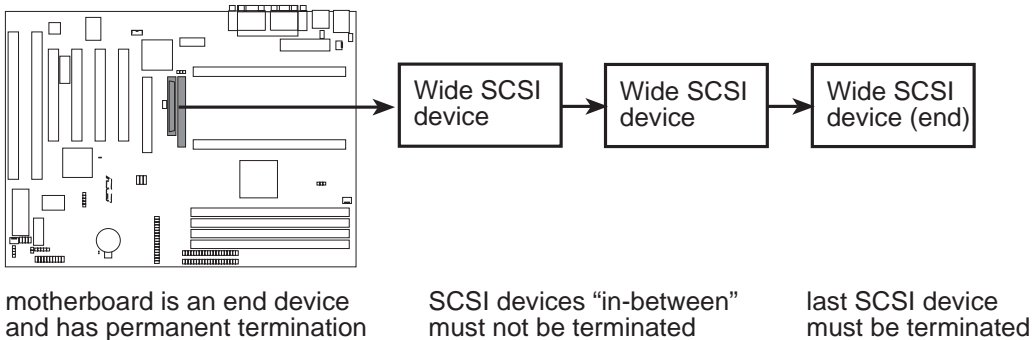 Wide SCSI
device
Wide SCSI
device
Wide SCSI
device (end)
motherboard is an end device
and has permanent termination
SCSI devices “in-between”
must not be terminated
last SCSI device
must be terminated